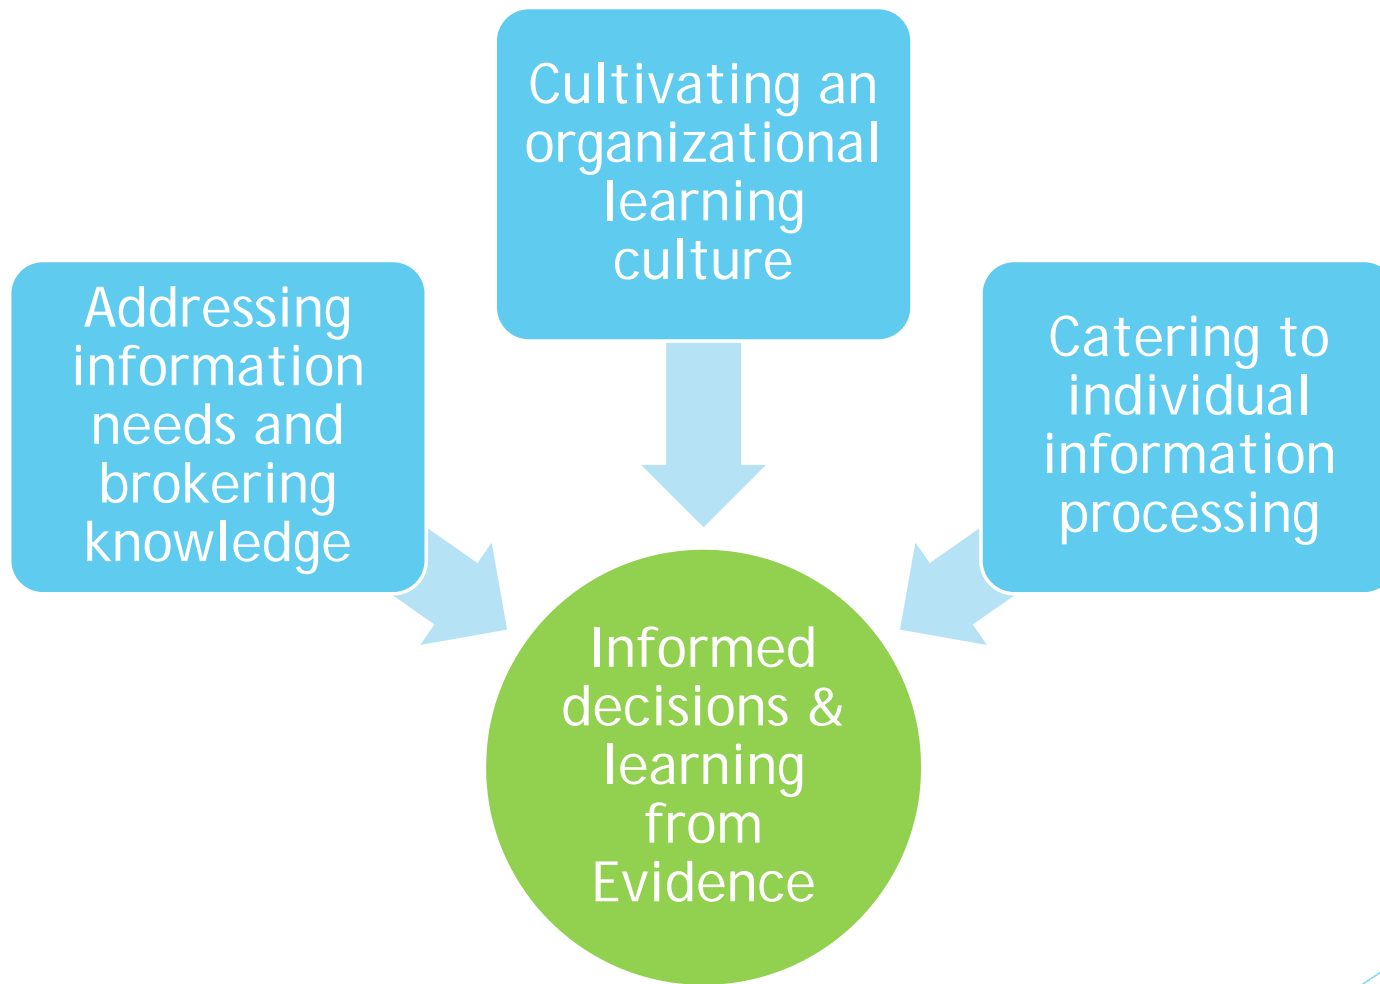 Cultivating an
organizational
learning
culture
Addressing
information
needs and
brokering
knowledge
Catering to
individual
information
processing
Informed
decisions &
learning
from
Evidence